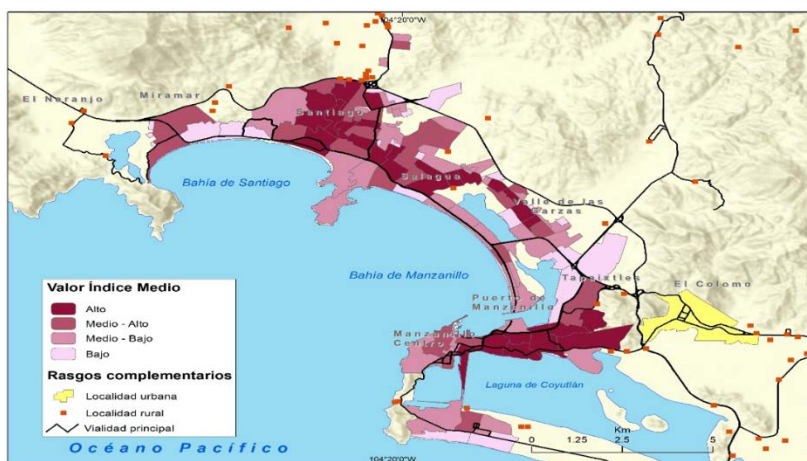 104°20'0"W
El Naranjo
Miramar
Santiago
Salagua
Bahía de Santiago
Valle de las
Garzas
Bahía de Manzanillo
Tapeixtles
El Colomo
Puerto de
Manzanillo
Manzanillo
Centro
Laguna de Coyutlán
Valor Índice Medio
Alto
Medio - Alto
Medio - Bajo
Bajo
Rasgos complementarios
Localidad urbana
Localidad rural
Vialidad principal
Km
0 1.25 2.5 5
Océano Pacífico
104°20'0"W